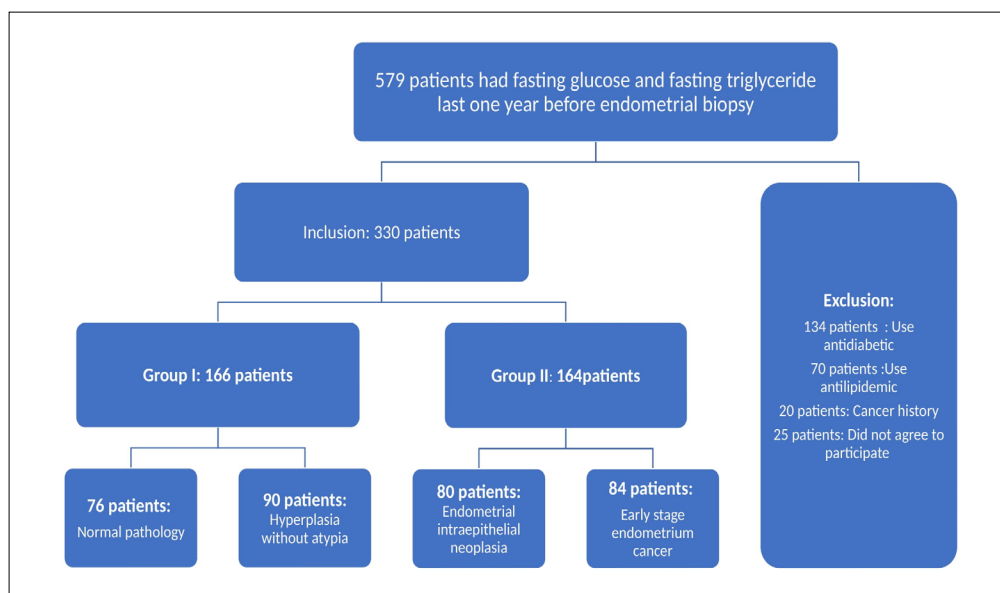 579 patients had fasting glucose and fasting triglyceride
last one year before endometrial biopsy
Inclusion: 330 patients
Group I: 166 patients
Group II: 164patients
76 patients:
Normal pathology
90 patients:
Hyperplasia
without atypia
80 patients:
Endometrial
intraepithelial
neoplasia
84 patients:
Early stage
endometrium
cancer
Exclusion:
134 patients : Use
antidiabetic
70 patients :Use
antilipidemic
20 patients: Cancer history
25 patients: Did not agree to
participate